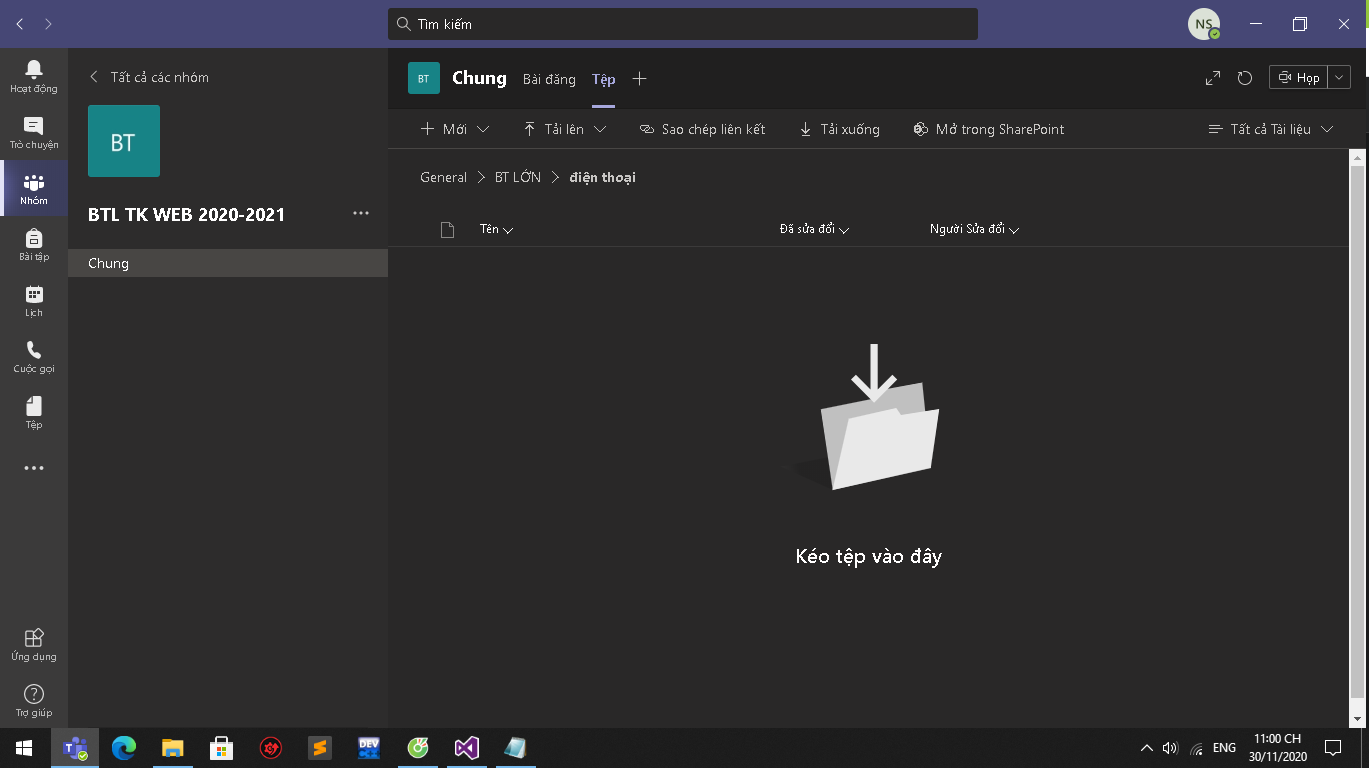 Tìm kiếm
NS
Hoạt động
Trò chuyện
Nhóm
Bài tập
Lịch
Cuộc gọi
Tệp
Ứng dụng
Trợ giúp
Tất cả các nhóm
BT
BTL TK WEB 2020-2021
Chung
BT Chung Bài đăng Tệp Họp
Mới Tải lên Sao chép liên kết Tải xuống Mở trong SharePoint Tất cả Tài liệu
General BT LỚN điện thoại
Tên Đã sửa đổi Người Sửa đổi
Kéo tệp vào đây
DEV
ENG
11:00 CH
30/11/2020